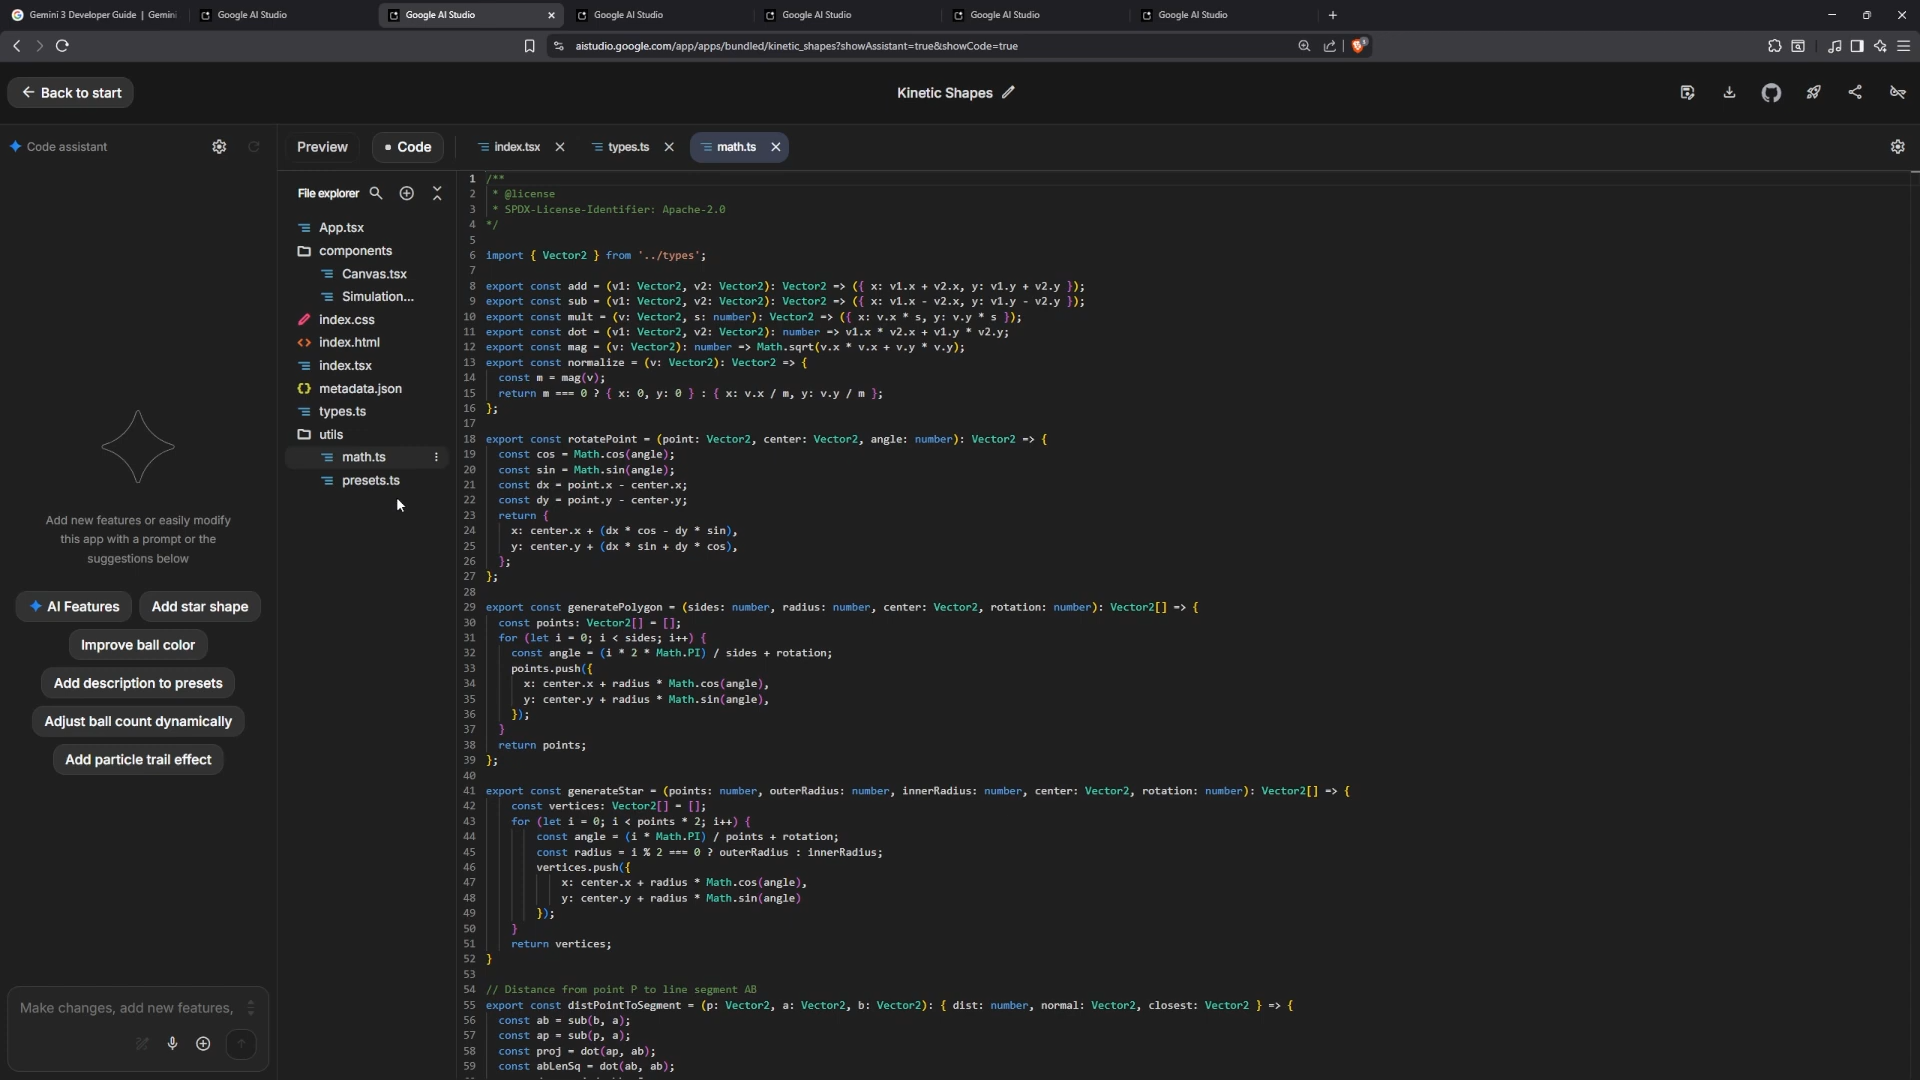 Gemini 3 Developer Guide | Gemini
Google AI Studio
Google AI Studio
Google AI Studio
Google AI Studio
Google AI Studio
Google AI Studio
aistudio.google.com/app/apps/bundled/kinetic_shapes?showAssistant=true&showCode=true
Back to start
Kinetic Shapes
Code assistant
Preview
Code
index.tsx
types.ts
math.ts
File explorer
App.tsx
components
Canvas.tsx
Simulation...
index.css
index.html
index.tsx
metadata.json
types.ts
utils
math.ts
presets.ts
Add new features or easily modify
this app with a prompt or the
suggestions below
AI Features
Add star shape
Improve ball color
Add description to presets
Adjust ball count dynamically
Add particle trail effect
Make changes, add new features,
1 /**
2 * @license
3 * SPDX-License-Identifier: Apache-2.0
4 */
5
6 import { Vector2 } from '../types';
7
8 export const add = (v1: Vector2, v2: Vector2): Vector2 => ({ x: v1.x + v2.x, y: v1.y + v2.y });
9 export const sub = (v1: Vector2, v2: Vector2): Vector2 => ({ x: v1.x - v2.x, y: v1.y - v2.y });
10 export const mult = (v: Vector2, s: number): Vector2 => ({ x: v.x * s, y: v.y * s });
11 export const dot = (v1: Vector2, v2: Vector2): number => v1.x * v2.x + v1.y * v2.y;
12 export const mag = (v: Vector2): number => Math.sqrt(v.x * v.x + v.y * v.y);
13 export const normalize = (v: Vector2): Vector2 => {
14 const m = mag(v);
15 return m === 0 ? { x: 0, y: 0 } : { x: v.x / m, y: v.y / m };
16 };
17
18 export const rotatePoint = (point: Vector2, center: Vector2, angle: number): Vector2 => {
19 const cos = Math.cos(angle);
20 const sin = Math.sin(angle);
21 const dx = point.x - center.x;
22 const dy = point.y - center.y;
23 return {
24 x: center.x + (dx * cos - dy * sin),
25 y: center.y + (dx * sin + dy * cos),
26 };
27 };
28
29 export const generatePolygon = (sides: number, radius: number, center: Vector2, rotation: number): Vector2[] => {
30 const points: Vector2[] = [];
31 for (let i = 0; i < sides; i++) {
32 const angle = (i * 2 * Math.PI) / sides + rotation;
33 points.push({
34 x: center.x + radius * Math.cos(angle),
35 y: center.y + radius * Math.sin(angle),
36 });
37 }
38 return points;
39 };
40
41 export const generateStar = (points: number, outerRadius: number, innerRadius: number, center: Vector2, rotation: number): Vector2[] => {
42 const vertices: Vector2[] = [];
43 for (let i = 0; i < points * 2; i++) {
44 const angle = (i * Math.PI) / points + rotation;
45 const radius = i % 2 === 0 ? outerRadius : innerRadius;
46 vertices.push({
47 x: center.x + radius * Math.cos(angle),
48 y: center.y + radius * Math.sin(angle)
49 });
50 }
51 return vertices;
52 }
53
54 // Distance from point P to line segment AB
55 export const distPointToSegment = (p: Vector2, a: Vector2, b: Vector2): { dist: number, normal: Vector2, closest: Vector2 } => {
56 const ab = sub(b, a);
57 const ap = sub(p, a);
58 const proj = dot(ap, ab);
59 const abLenSq = dot(ab, ab);